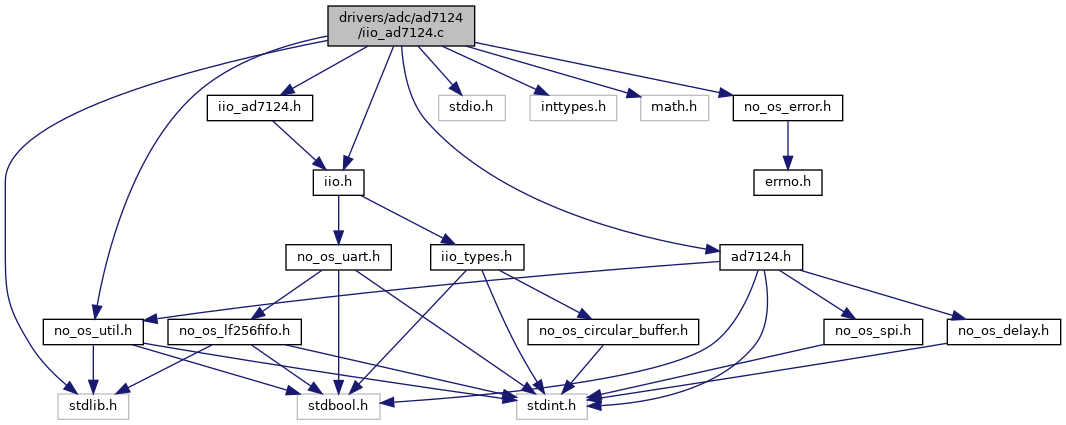 drivers/adc/ad7124
/iio_ad7124.c
iio_ad7124.h
stdio.h
inttypes.h
math.h
no_os_error.h
iio.h
errno.h
no_os_uart.h
iio_types.h
ad7124.h
no_os_util.h
no_os_lf256fifo.h
no_os_circular_buffer.h
no_os_spi.h
no_os_delay.h
stdlib.h
stdbool.h
stdint.h